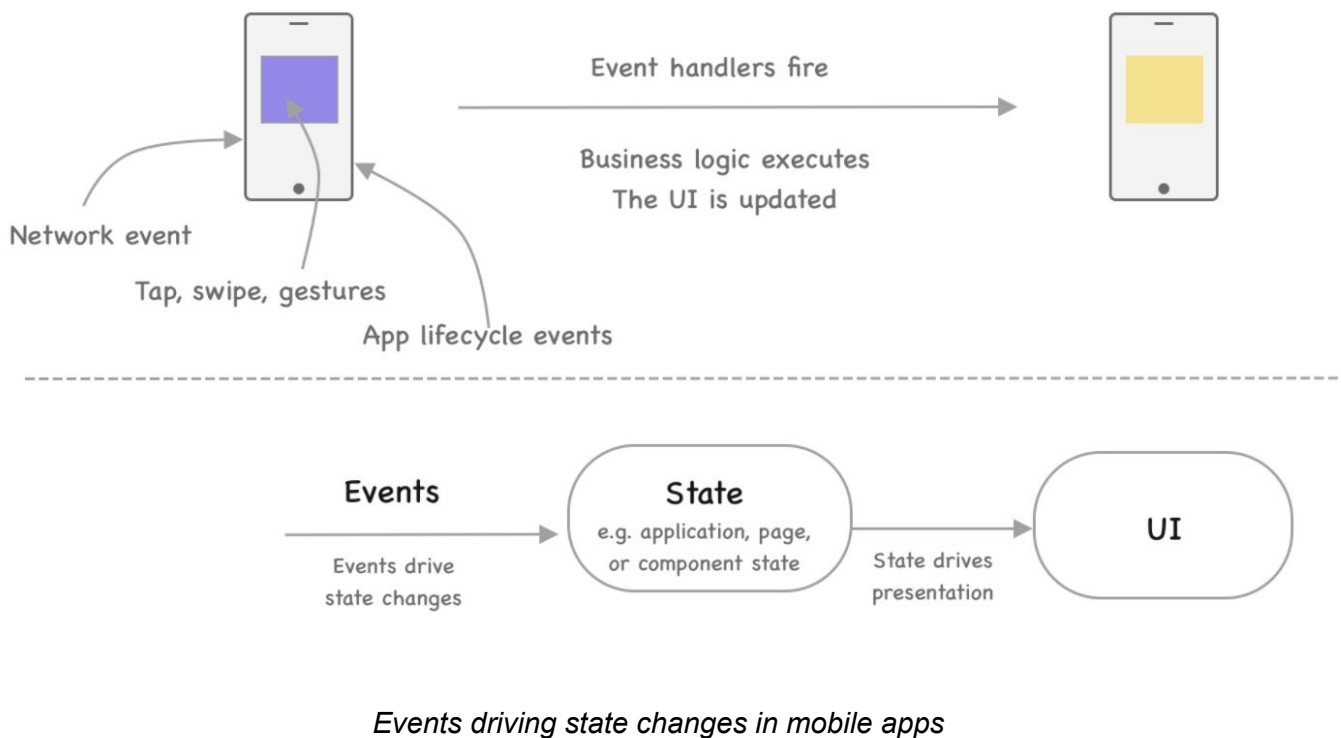 Event handlers fire
Business logic executes
The UI is updated
Network event
Tap, swipe, gestures
App lifecycle events
Events
Events drive
state changes
State
e.g. application, page,
or component state
State drives
presentation
UI
Events driving state changes in mobile apps